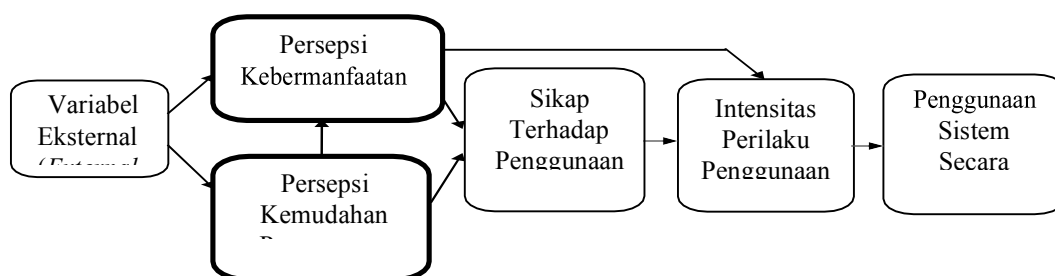 Variabel
Eksternal
Persepsi
Kebermanfaatan
Persepsi
Kemudahan
Sikap
Terhadap
Penggunaan
Intensitas
Perilaku
Penggunaan
Penggunaan
Sistem
Secara